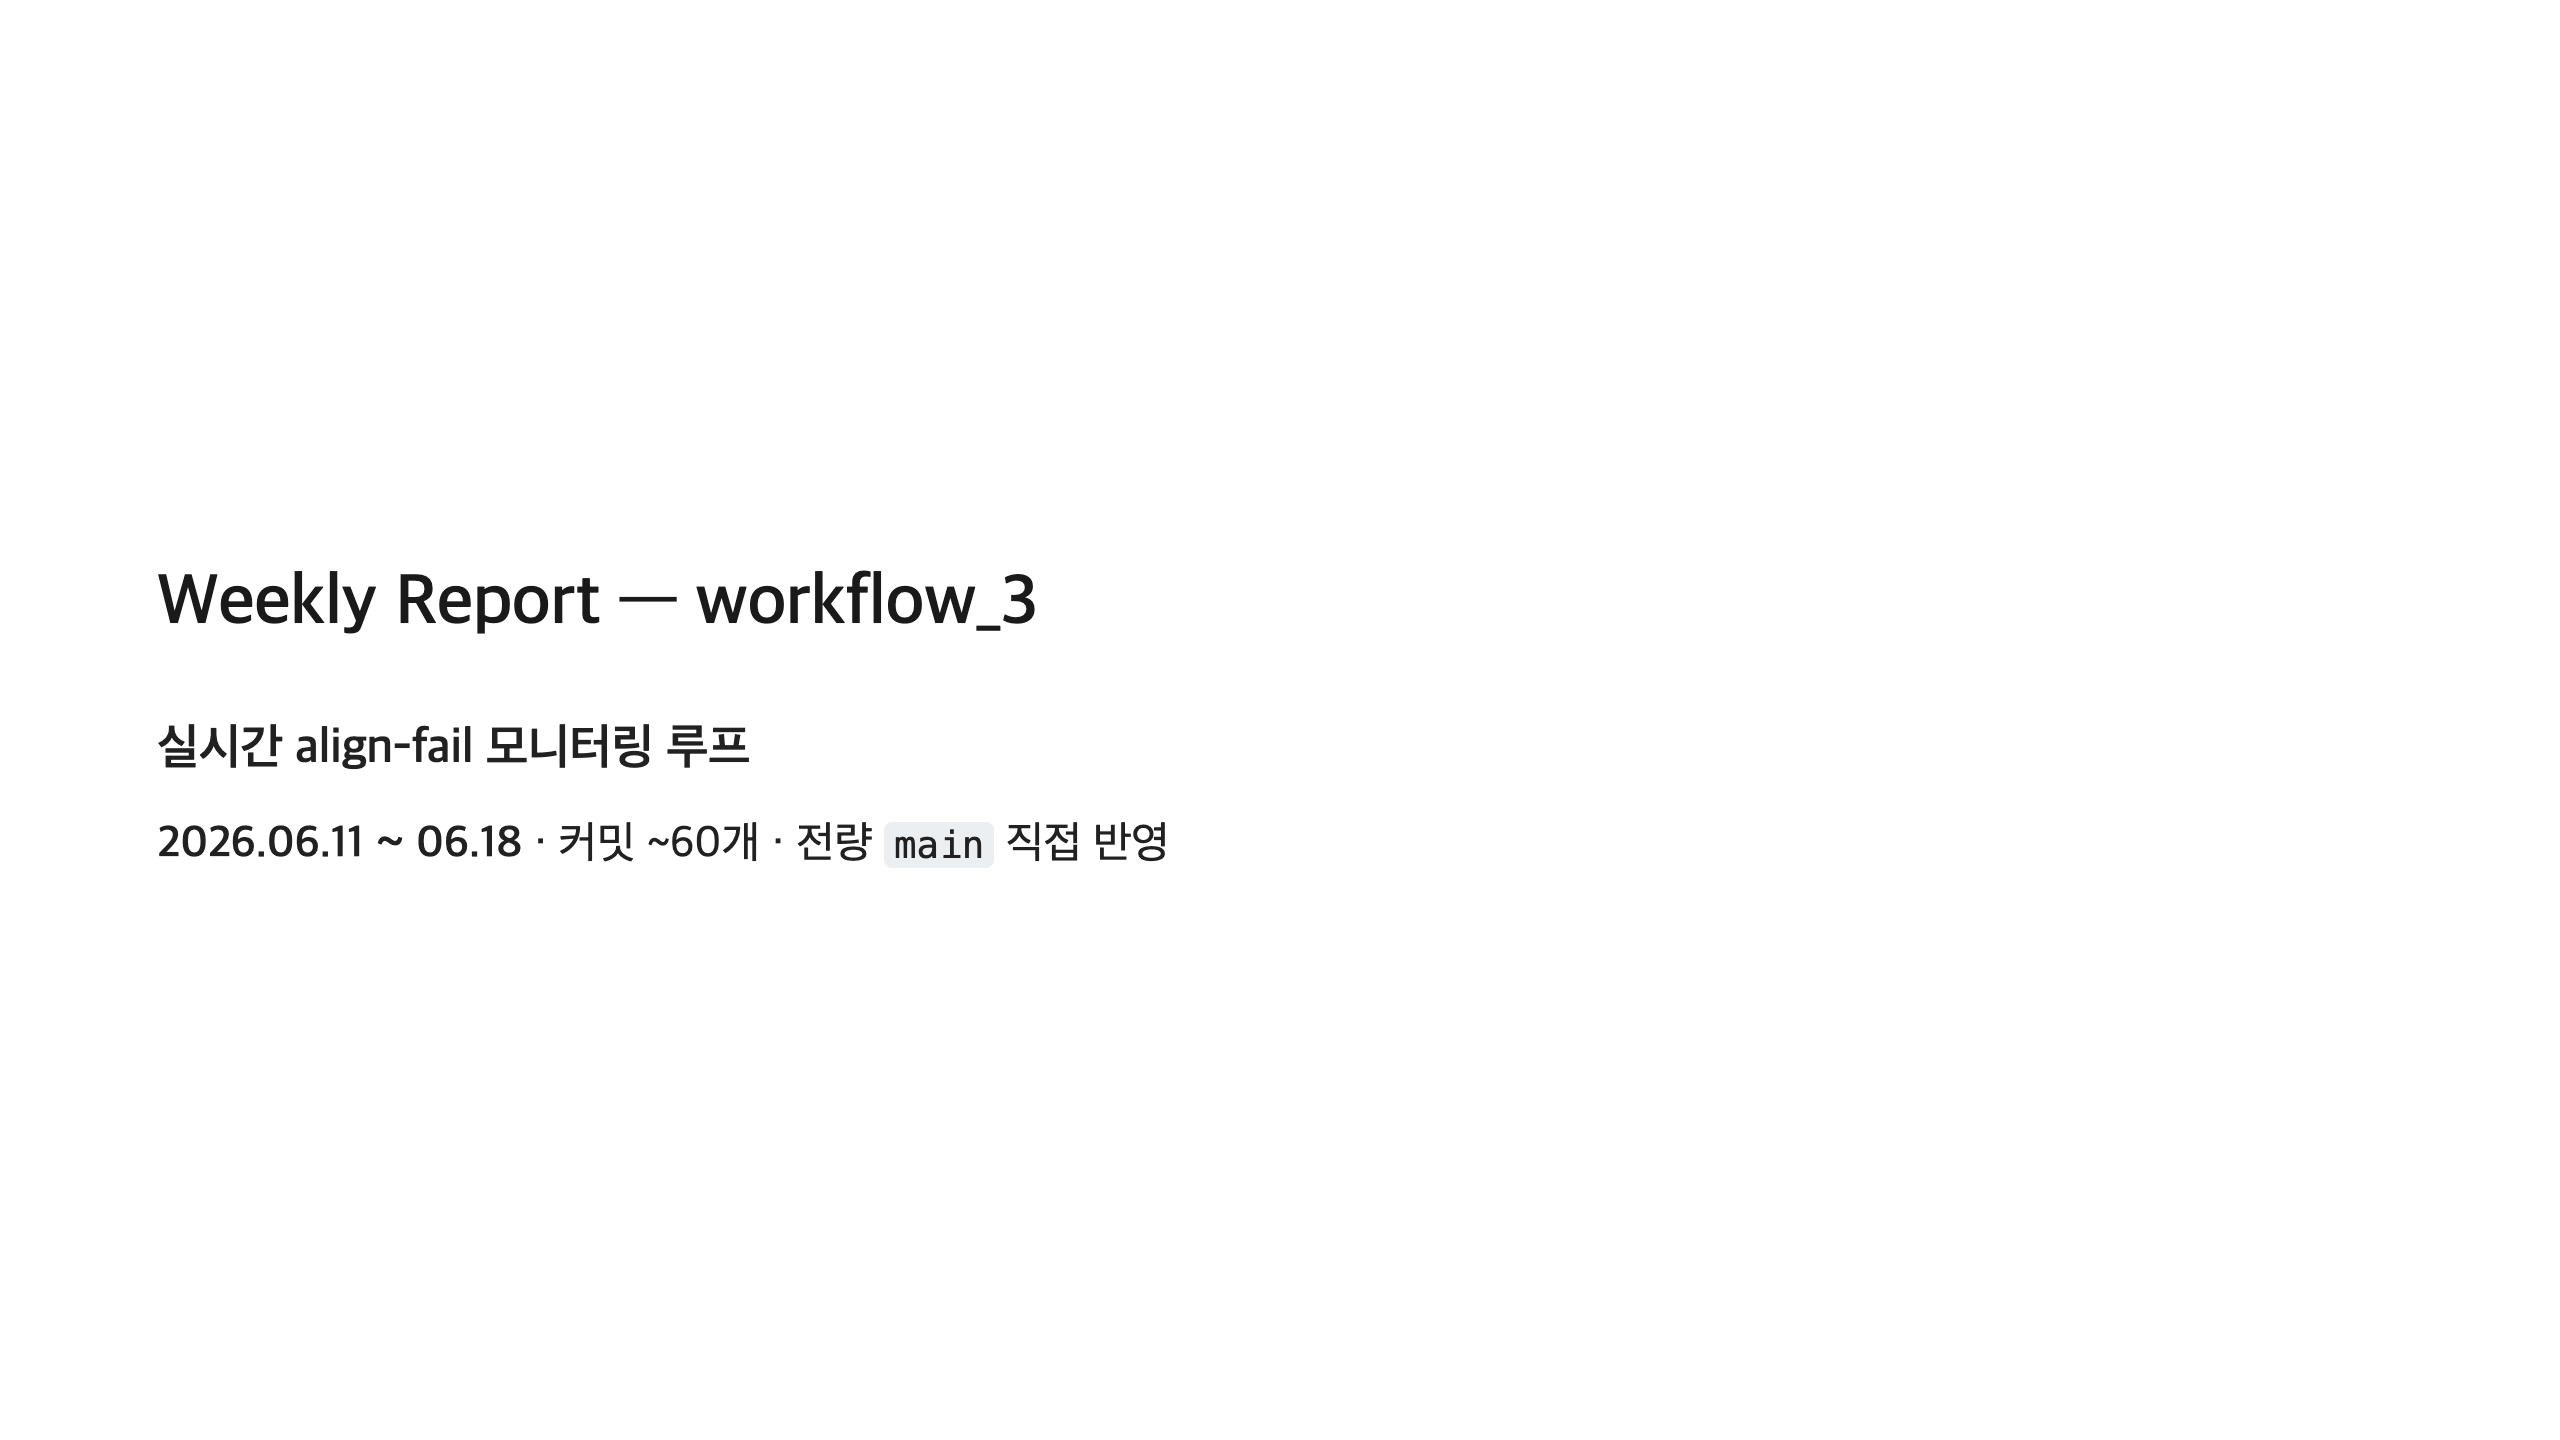 Weekly Report — workflow_3
실시간 align-fail 모니터링 루프
2026.06.11 ~ 06.18 · 커밋 ~60개 · 전량 main 직접 반영